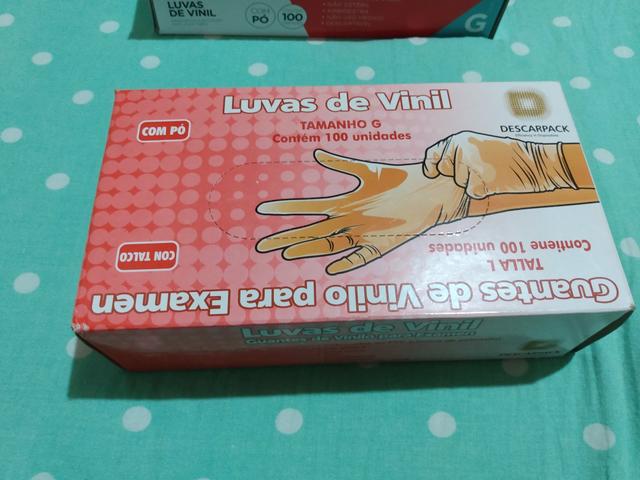 LUVAS
DE VINIL
COM
PÓ
100
G
Luvas de Vinil
TAMANHO G
Contém 100 unidades
COM PÓ
DESCARPACK
CON TALCO
TALLA L
Contiene 100 unidades
Guantes de Vinilo para Examen
Luvas de Vinil
Guantes de Vinilo para Examen